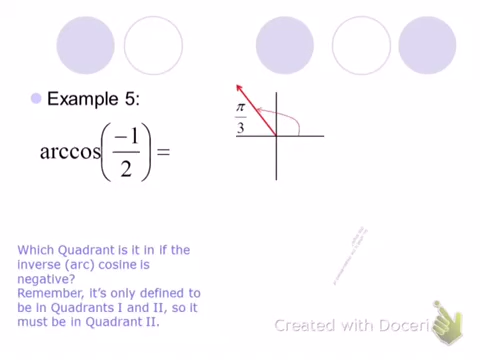 Example 5:
π
3
arccos(−1/2) =
Which Quadrant is it in if the
inverse (arc) cosine is
negative?
Remember, it's only defined to
be in Quadrants I and II, so it
must be in Quadrant II.
Created with Doceri